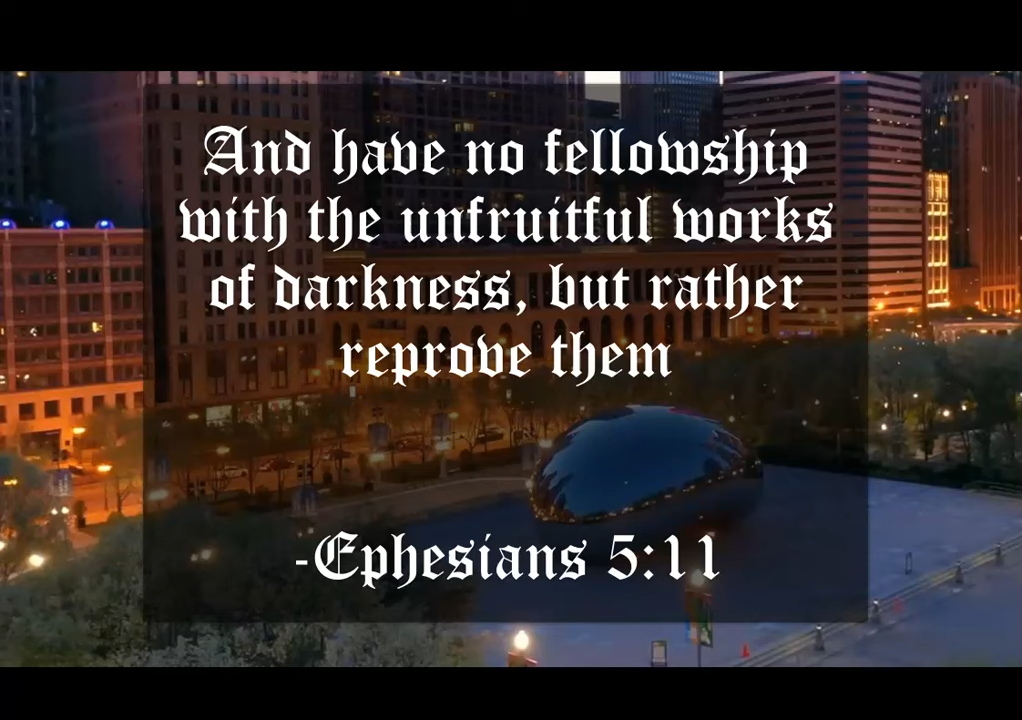 And have no fellowship
with the unfruitful works
of darkness, but rather
reprove them
-Ephesians 5:11